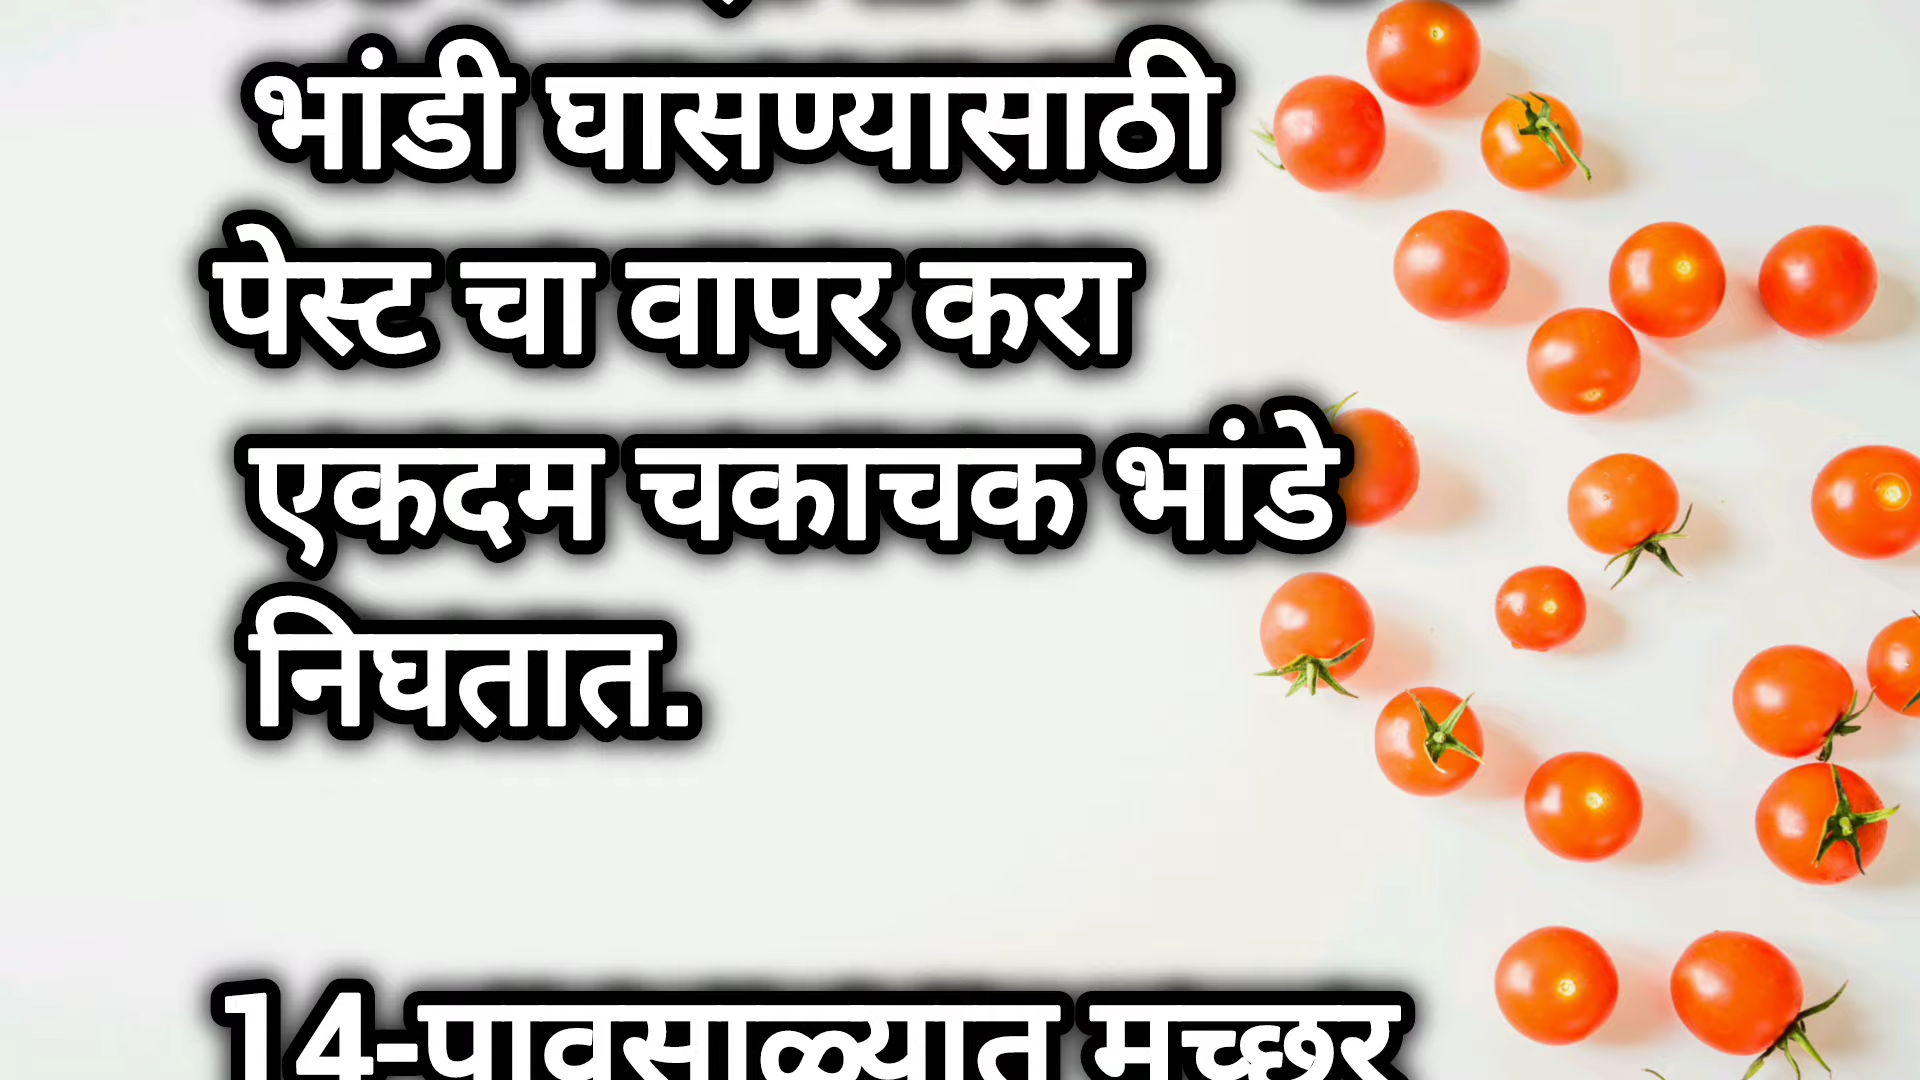 भांडी घासण्यासाठी
पेस्ट चा वापर करा
एकदम चकाचक भांडे
निघतात.
14-पावसाळ्यात मच्छर